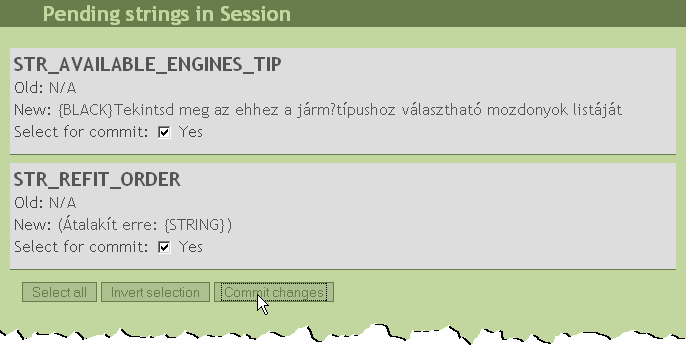 Pending strings in Session
STR_AVAILABLE_ENGINES_TIP
Old: N/A
New: {BLACK}Tekintsd meg az ehhez a járm?típushoz választható mozdonyok listáját
Select for commit: Yes
STR_REFIT_ORDER
Old: N/A
New: (Átalakít erre: {STRING})
Select for commit: Yes
Select all Invert selection Commit changes